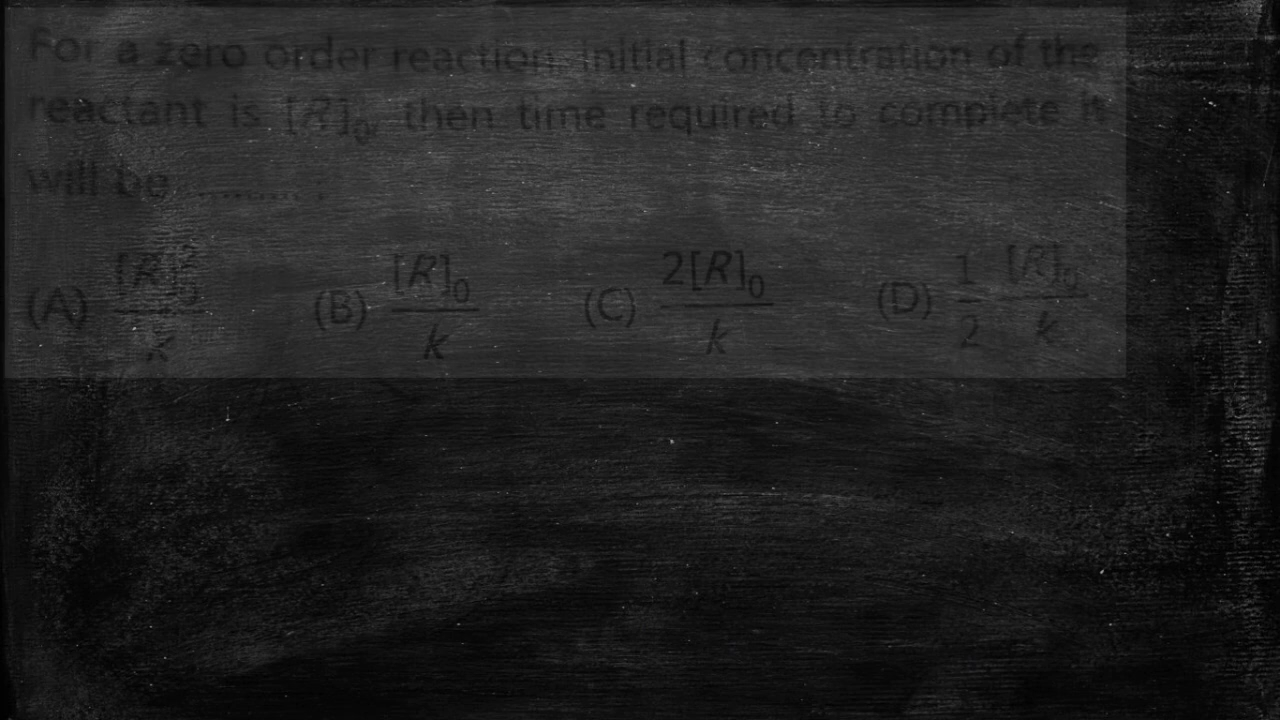 For a zero order reaction, initial concentration of the
reactant is [R]₀, then time required to complete it
will be .......... .
(A) [R]₀²/k (B) [R]₀/k (C) 2[R]₀/k (D) 1/2 [R]₀/k